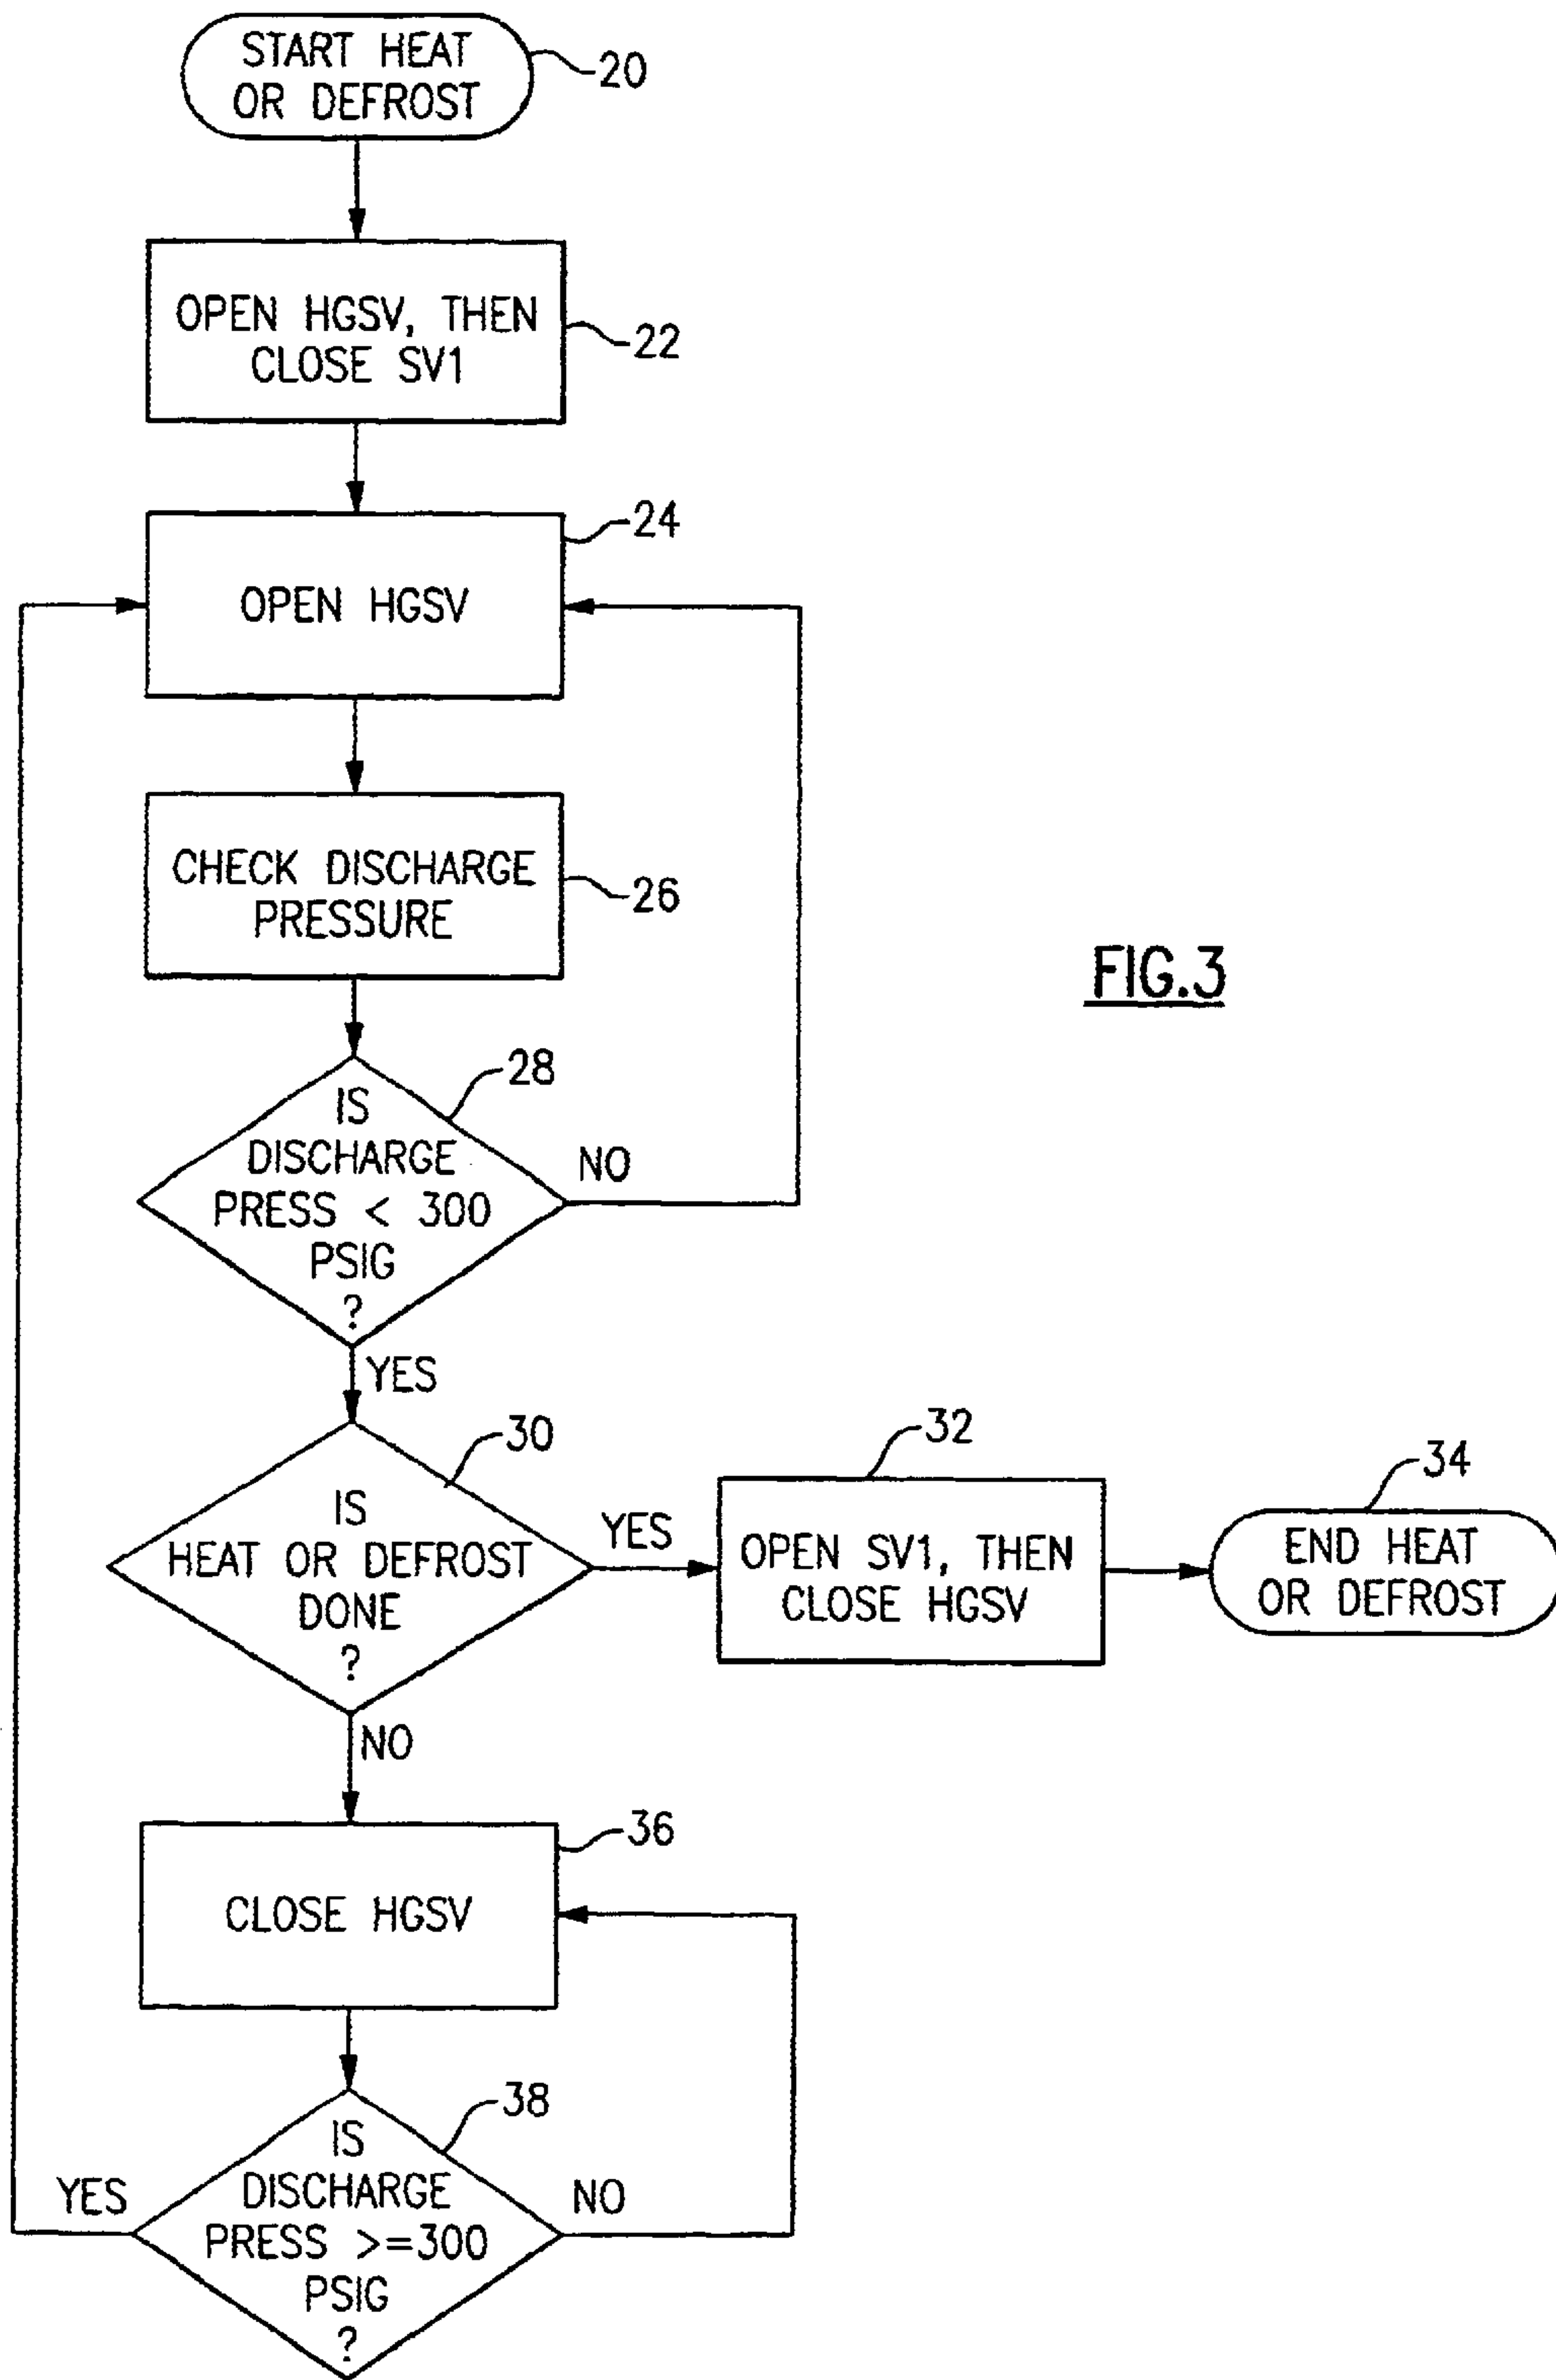 START HEAT
OR DEFROST
20
OPEN HGSV, THEN
CLOSE SV1
22
24
OPEN HGSV
CHECK DISCHARGE
PRESSURE
26
FIG.3
28
IS
DISCHARGE
PRESS < 300
PSIG
?
NO
YES
30
IS
HEAT OR DEFROST
DONE
?
YES
32
OPEN SV1, THEN
CLOSE HGSV
34
END HEAT
OR DEFROST
NO
36
CLOSE HGSV
38
IS
DISCHARGE
PRESS >=300
PSIG
?
YES
NO